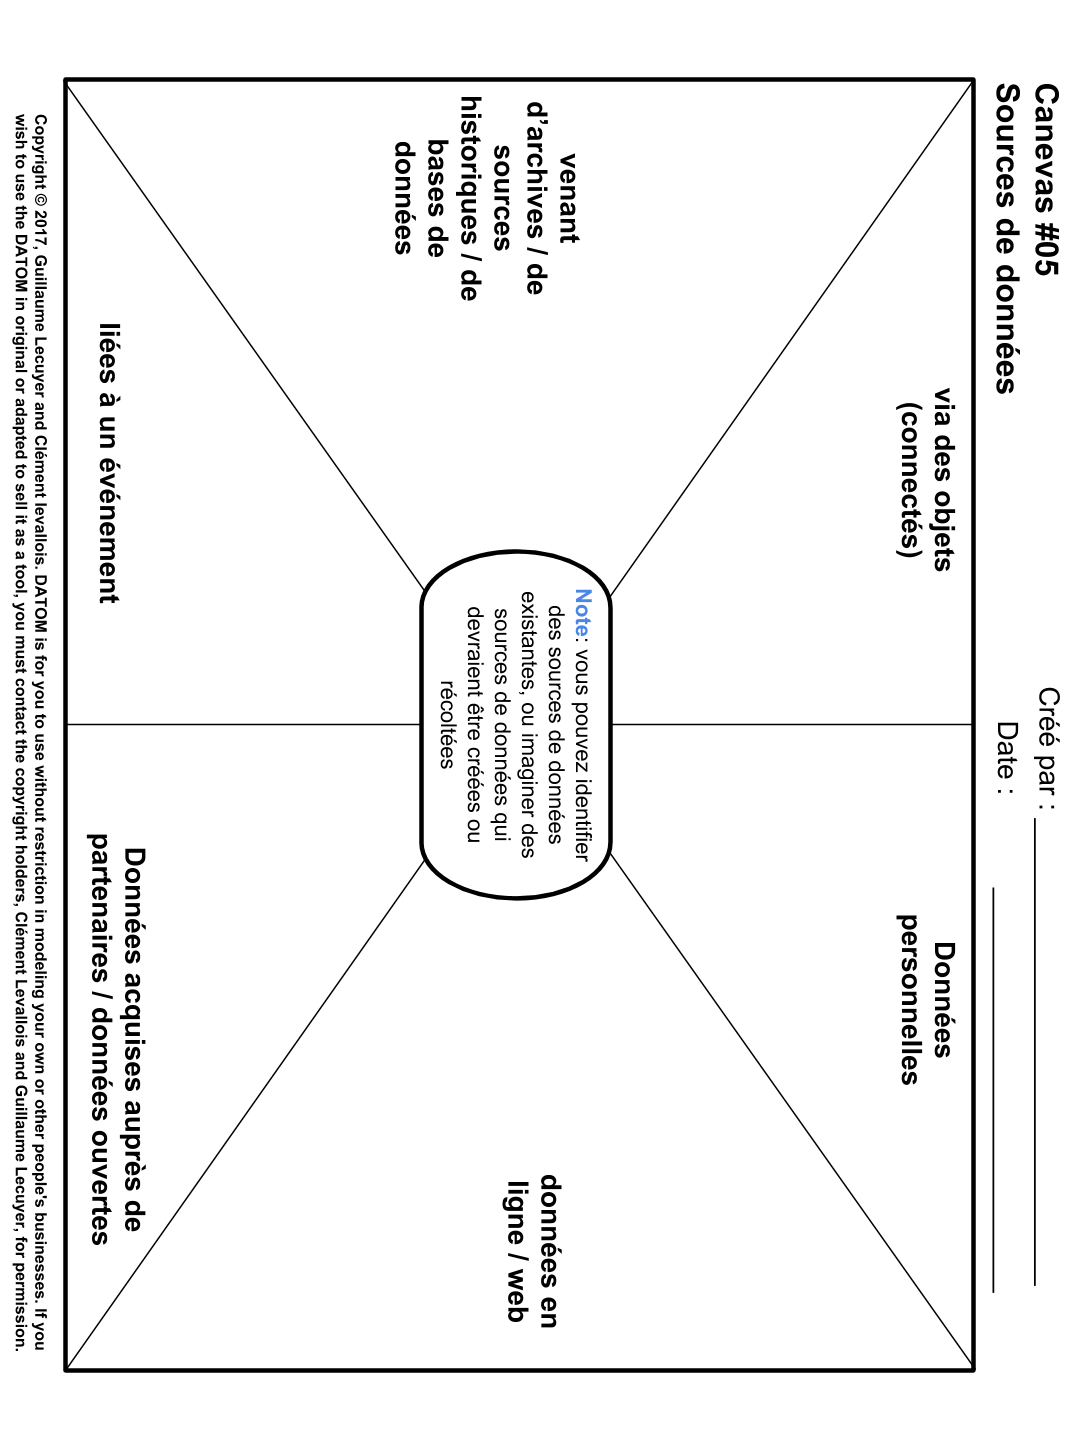 Canevas #05
Sources de données
Créé par :
Date :
via des objets
(connectés)
Données
personnelles
venant
d’archives / de
sources
historiques / de
bases de
données
Note: vous pouvez identifier
des sources de données
existantes, ou imaginer des
sources de données qui
devraient être créées ou
récoltées
données en
ligne / web
liées à un événement
Données acquises auprès de
partenaires / données ouvertes
Copyright © 2017, Guillaume Lecuyer and Clément levallois. DATOM is for you to use without restriction in modeling your own or other people's businesses. If you
wish to use the DATOM in original or adapted to sell it as a tool, you must contact the copyright holders, Clément Levallois and Guillaume Lecuyer, for permission.